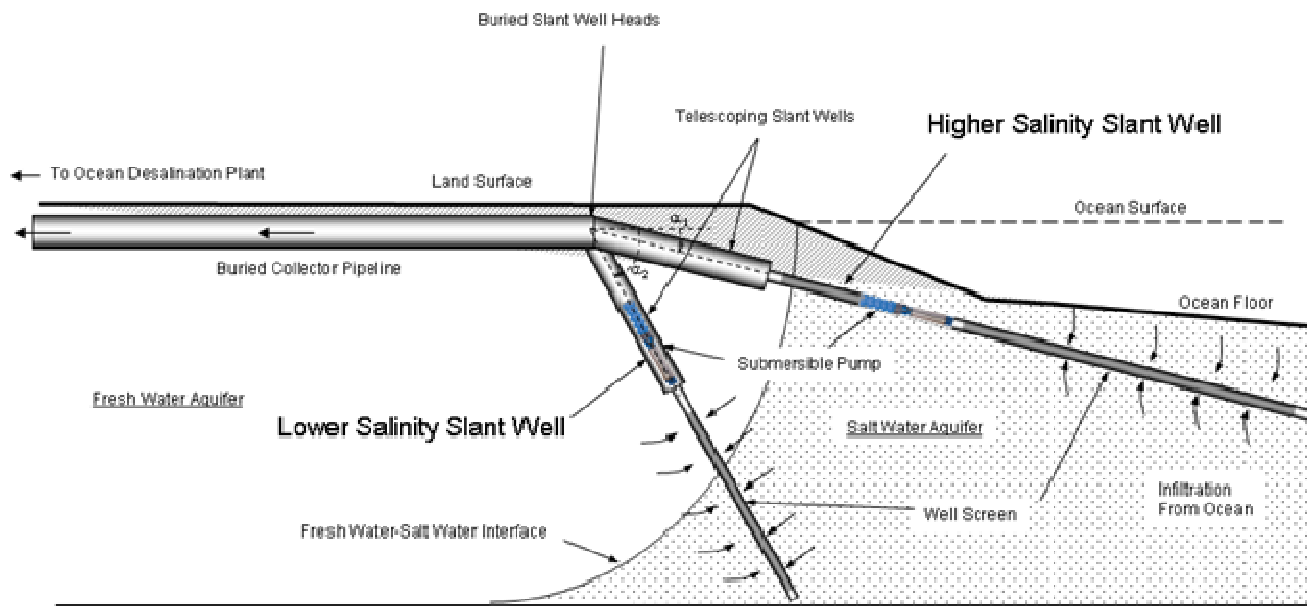 Buried Slant Well Heads
Telescoping Slant Wells
Higher Salinity Slant Well
To Ocean Desalination Plant
Land Surface
Ocean Surface
α1
α2
Buried Collector Pipeline
Ocean Floor
Submersible Pump
Fresh Water Aquifer
Lower Salinity Slant Well
Salt Water Aquifer
Infiltration
From Ocean
Well Screen
Fresh Water-Salt Water Interface